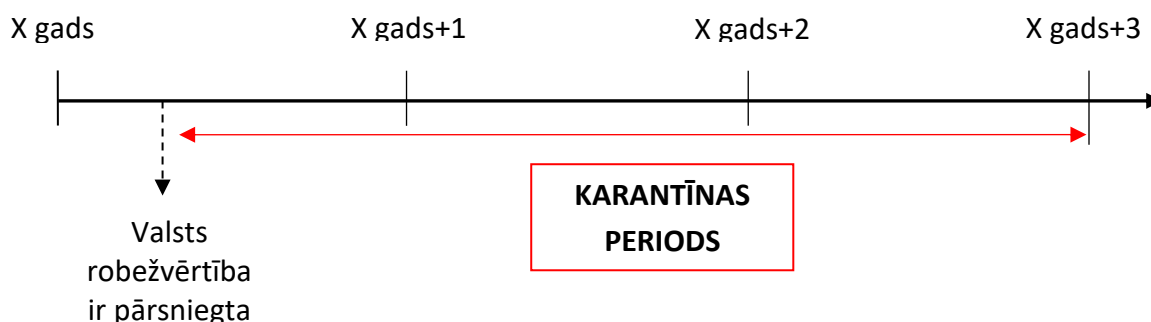 X gads
X gads+1
X gads+2
X gads+3
KARANTĪNAS
PERIODS
Valsts
robežvērtība
ir pārsniegta